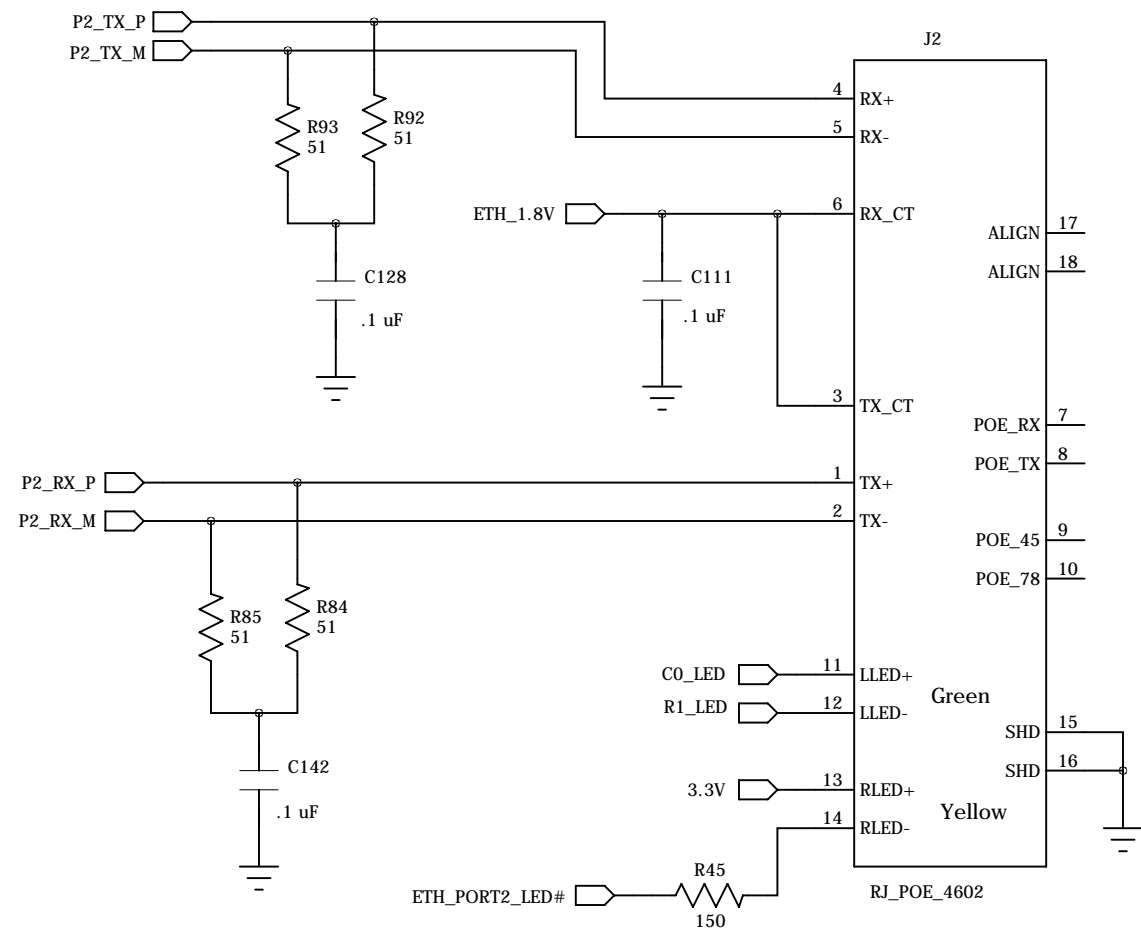 P2_TX_P
P2_TX_M
J2
4
RX+
5
RX-
R93
51
R92
51
ETH_1.8V
6
RX_CT
ALIGN
17
ALIGN
18
C128
.1 uF
C111
.1 uF
3
TX_CT
POE_RX
7
POE_TX
8
P2_RX_P
1
TX+
P2_RX_M
2
TX-
POE_45
9
POE_78
10
R85
51
R84
51
C0_LED
11
LLED+
Green
R1_LED
12
LLED-
SHD
15
SHD
16
C142
.1 uF
3.3V
13
RLED+
Yellow
14
RLED-
R45
150
ETH_PORT2_LED#
RJ_POE_4602